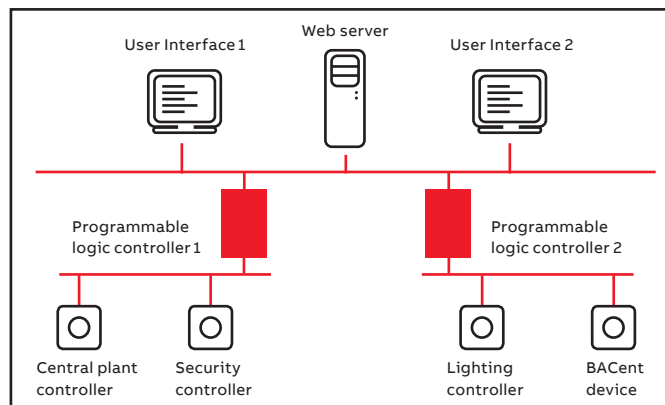 User Interface 1
Web server
User Interface 2
Programmable
logic controller 1
Programmable
logic controller 2
Central plant
controller
Security
controller
Lighting
controller
BACent
device